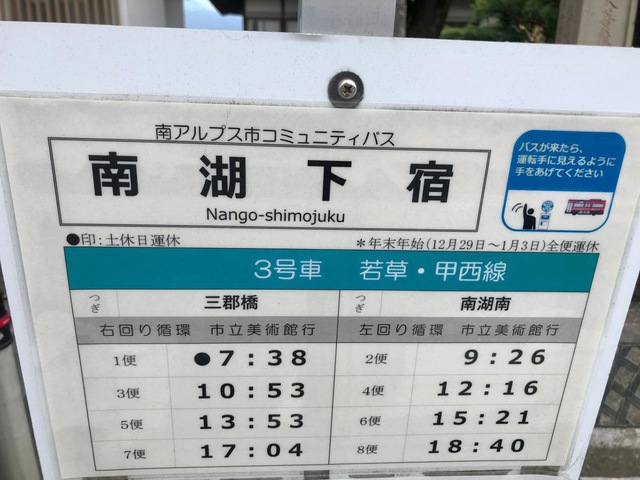 南アルプス市コミュニティバス
南湖下宿
Nango-shimojuku
バスが来たら、
運転手に見えるように
手をあげてください
●印：土休日運休
＊年末年始(12月29日～1月3日)全便運休
3号車　若草・甲西線
つぎ 三郡橋 つぎ 南湖南
右回り循環 市立美術館行 左回り循環 市立美術館行
1便 ●7：38 2便 9：26
3便 10：53 4便 12：16
5便 13：53 6便 15：21
7便 17：04 8便 18：40